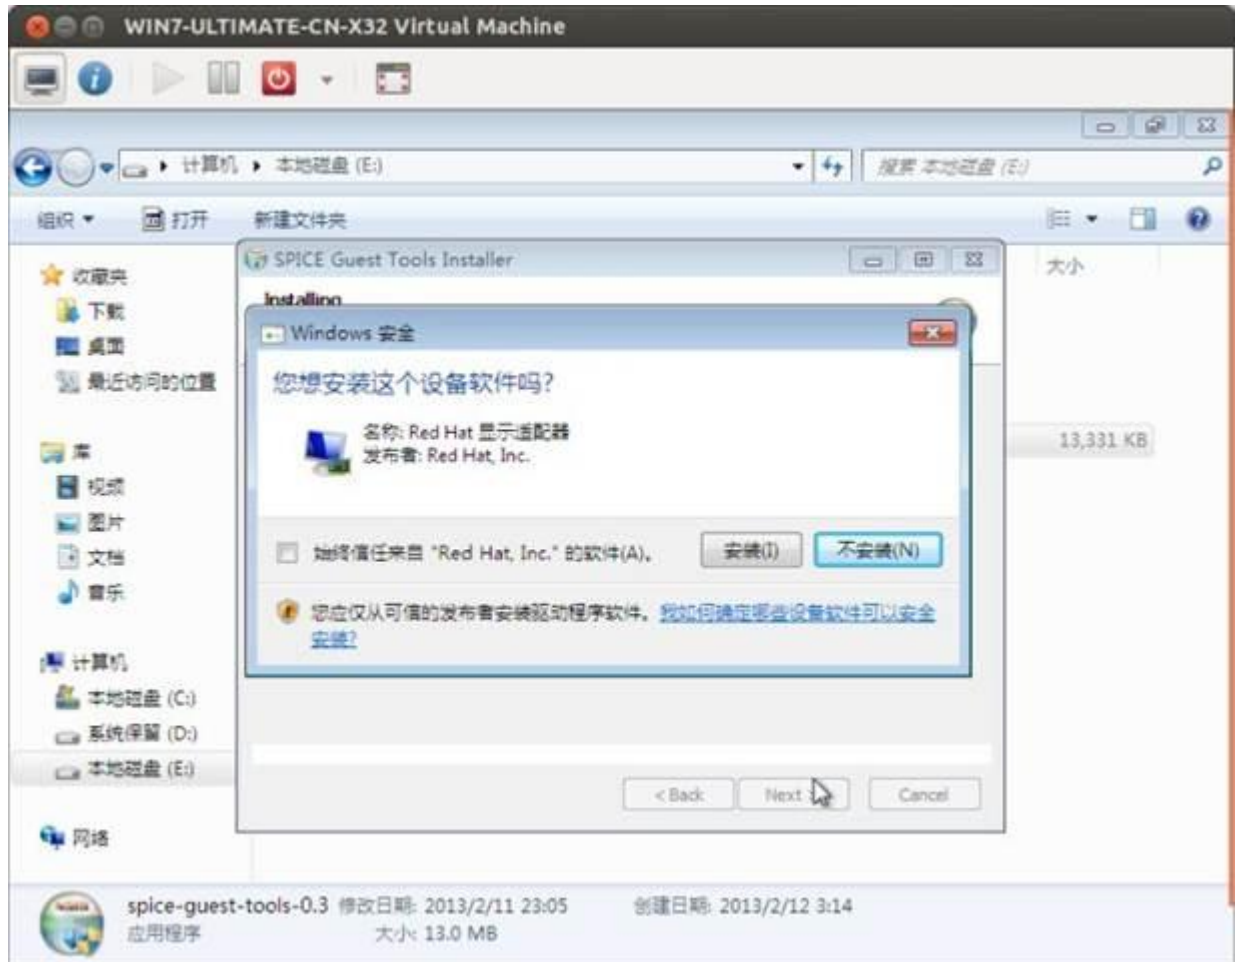 WIN7-ULTIMATE-CN-X32 Virtual Machine
计算机 本地磁盘 (E:) 搜索 本地磁盘 (E:)
组织 打开 新建文件夹
收藏夹
下载
桌面
最近访问的位置
库
视频
图片
文档
音乐
计算机
本地磁盘 (C:)
系统保留 (D:)
本地磁盘 (E:)
网络
大小
13,331 KB
SPICE Guest Tools Installer
Installing
Windows 安全
您想安装这个设备软件吗?
名称: Red Hat 显示适配器
发布者: Red Hat, Inc.
始终信任来自 "Red Hat, Inc." 的软件(A)。 安装(I) 不安装(N)
您应仅从可信的发布者安装驱动程序软件。我如何确定哪些设备软件可以安全
安装?
< Back Next > Cancel
spice-guest-tools-0.3 修改日期: 2013/2/11 23:05 创建日期: 2013/2/12 3:14
应用程序 大小: 13.0 MB